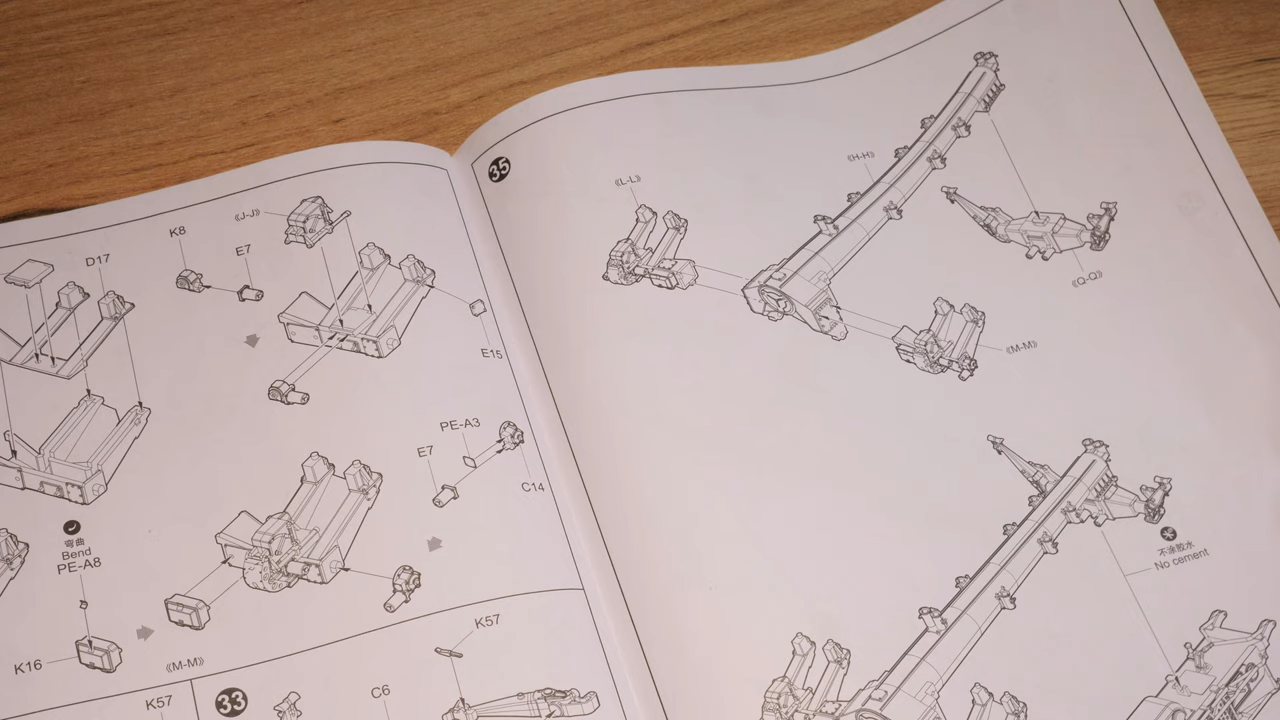 K8
《J-J》
E7
D17
E15
PE-A3
E7
C14
弯曲
Bend
PE-A8
K16
《M-M》
K57
33
C6
K57
35
《L-L》
《H-H》
《Q-Q》
《M-M》
不涂胶水
No cement